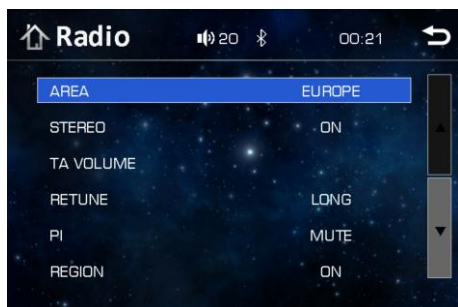 Radio 20 00:21
AREA EUROPE
STEREO ON
TA VOLUME
RETUNE LONG
PI MUTE
REGION ON